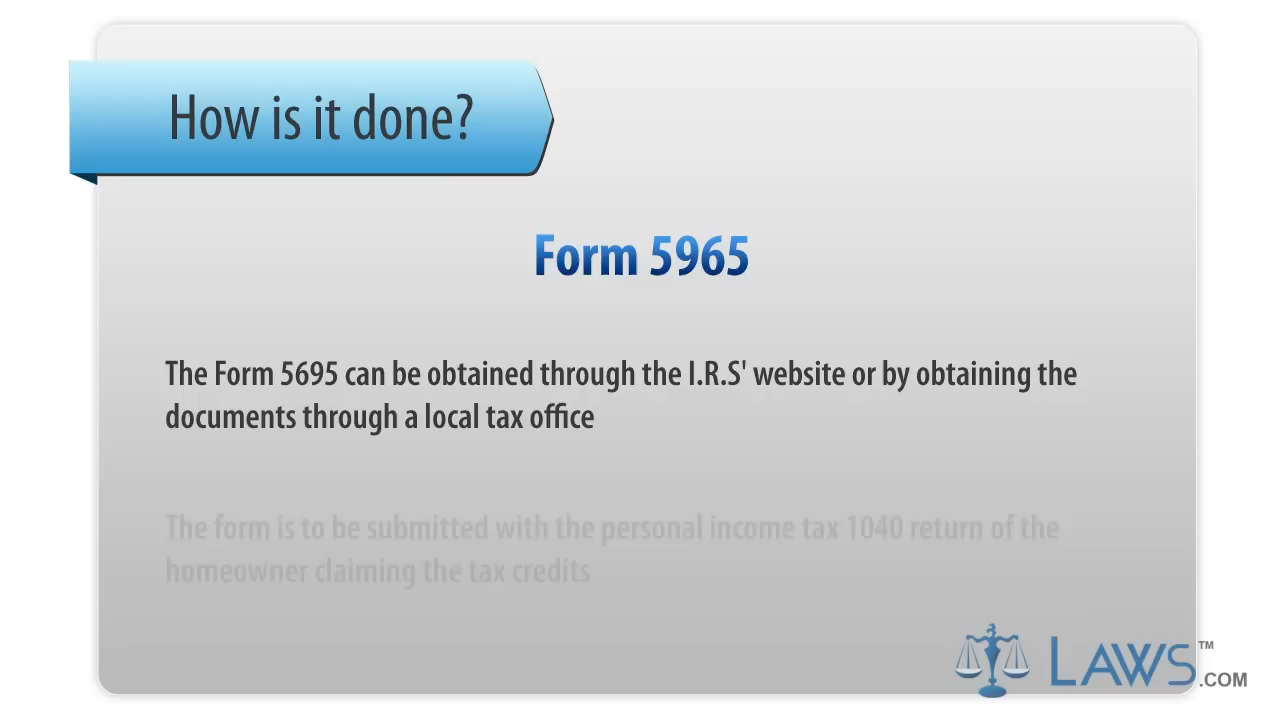 How is it done?
Form 5965
The Form 5695 can be obtained through the I.R.S' website or by obtaining the
documents through a local tax office
The form is to be submitted with the personal income tax 1040 return of the
homeowner claiming the tax credits
LAWS™
.COM